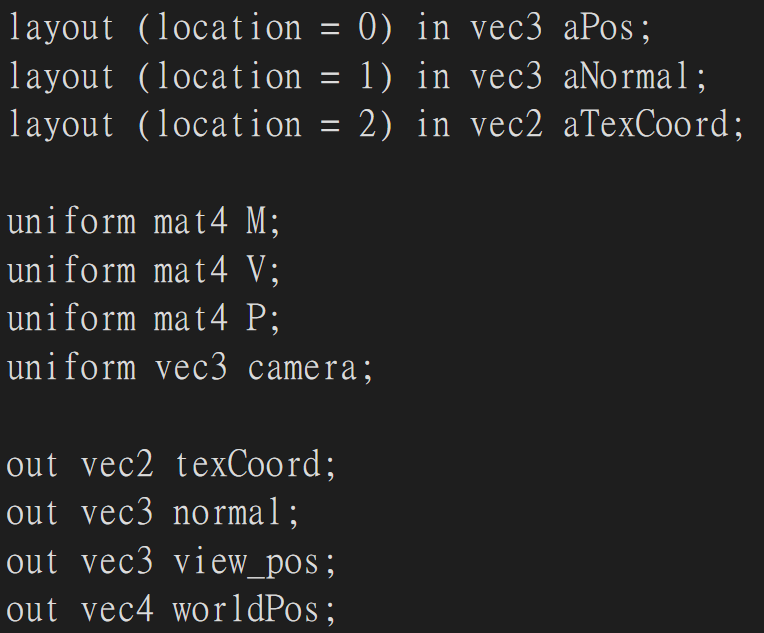 layout (location = 0) in vec3 aPos;
layout (location = 1) in vec3 aNormal;
layout (location = 2) in vec2 aTexCoord;
uniform mat4 M;
uniform mat4 V;
uniform mat4 P;
uniform vec3 camera;
out vec2 texCoord;
out vec3 normal;
out vec3 view_pos;
out vec4 worldPos;